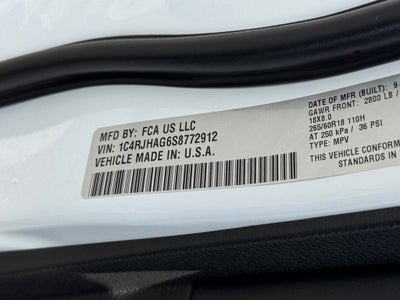 MFD BY: FCA US LLC
VIN: 1C4RJHAG6S8772912
VEHICLE MADE IN: U.S.A.
DATE OF MFR (BUILT): 9
GAWR FRONT: 2800 LB /
18X8.0
265/60R18 110H
AT 250 kPa / 36 PSI
TYPE: MPV
THIS VEHICLE CONFORM
STANDARDS IN